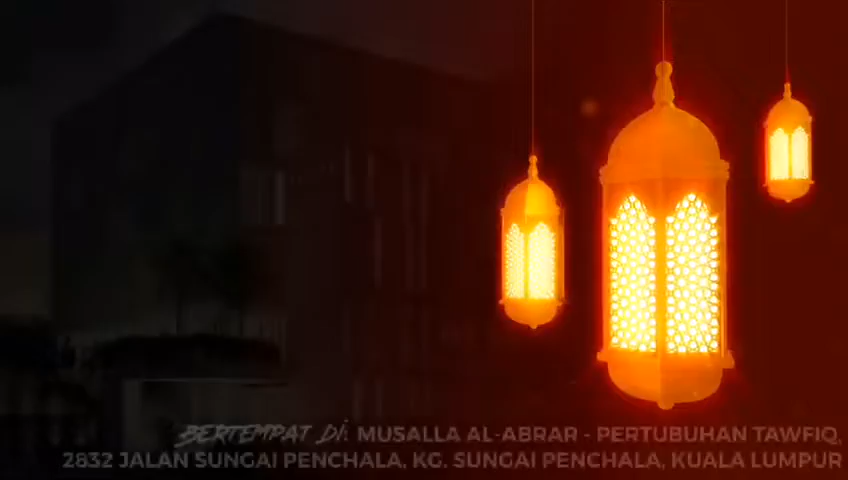 BERTEMPAT Di: MUSALLA AL-ABRAR - PERTUBUHAN TAWFIQ,
2832 JALAN SUNGAI PENCHALA, KG. SUNGAI PENCHALA, KUALA LUMPUR